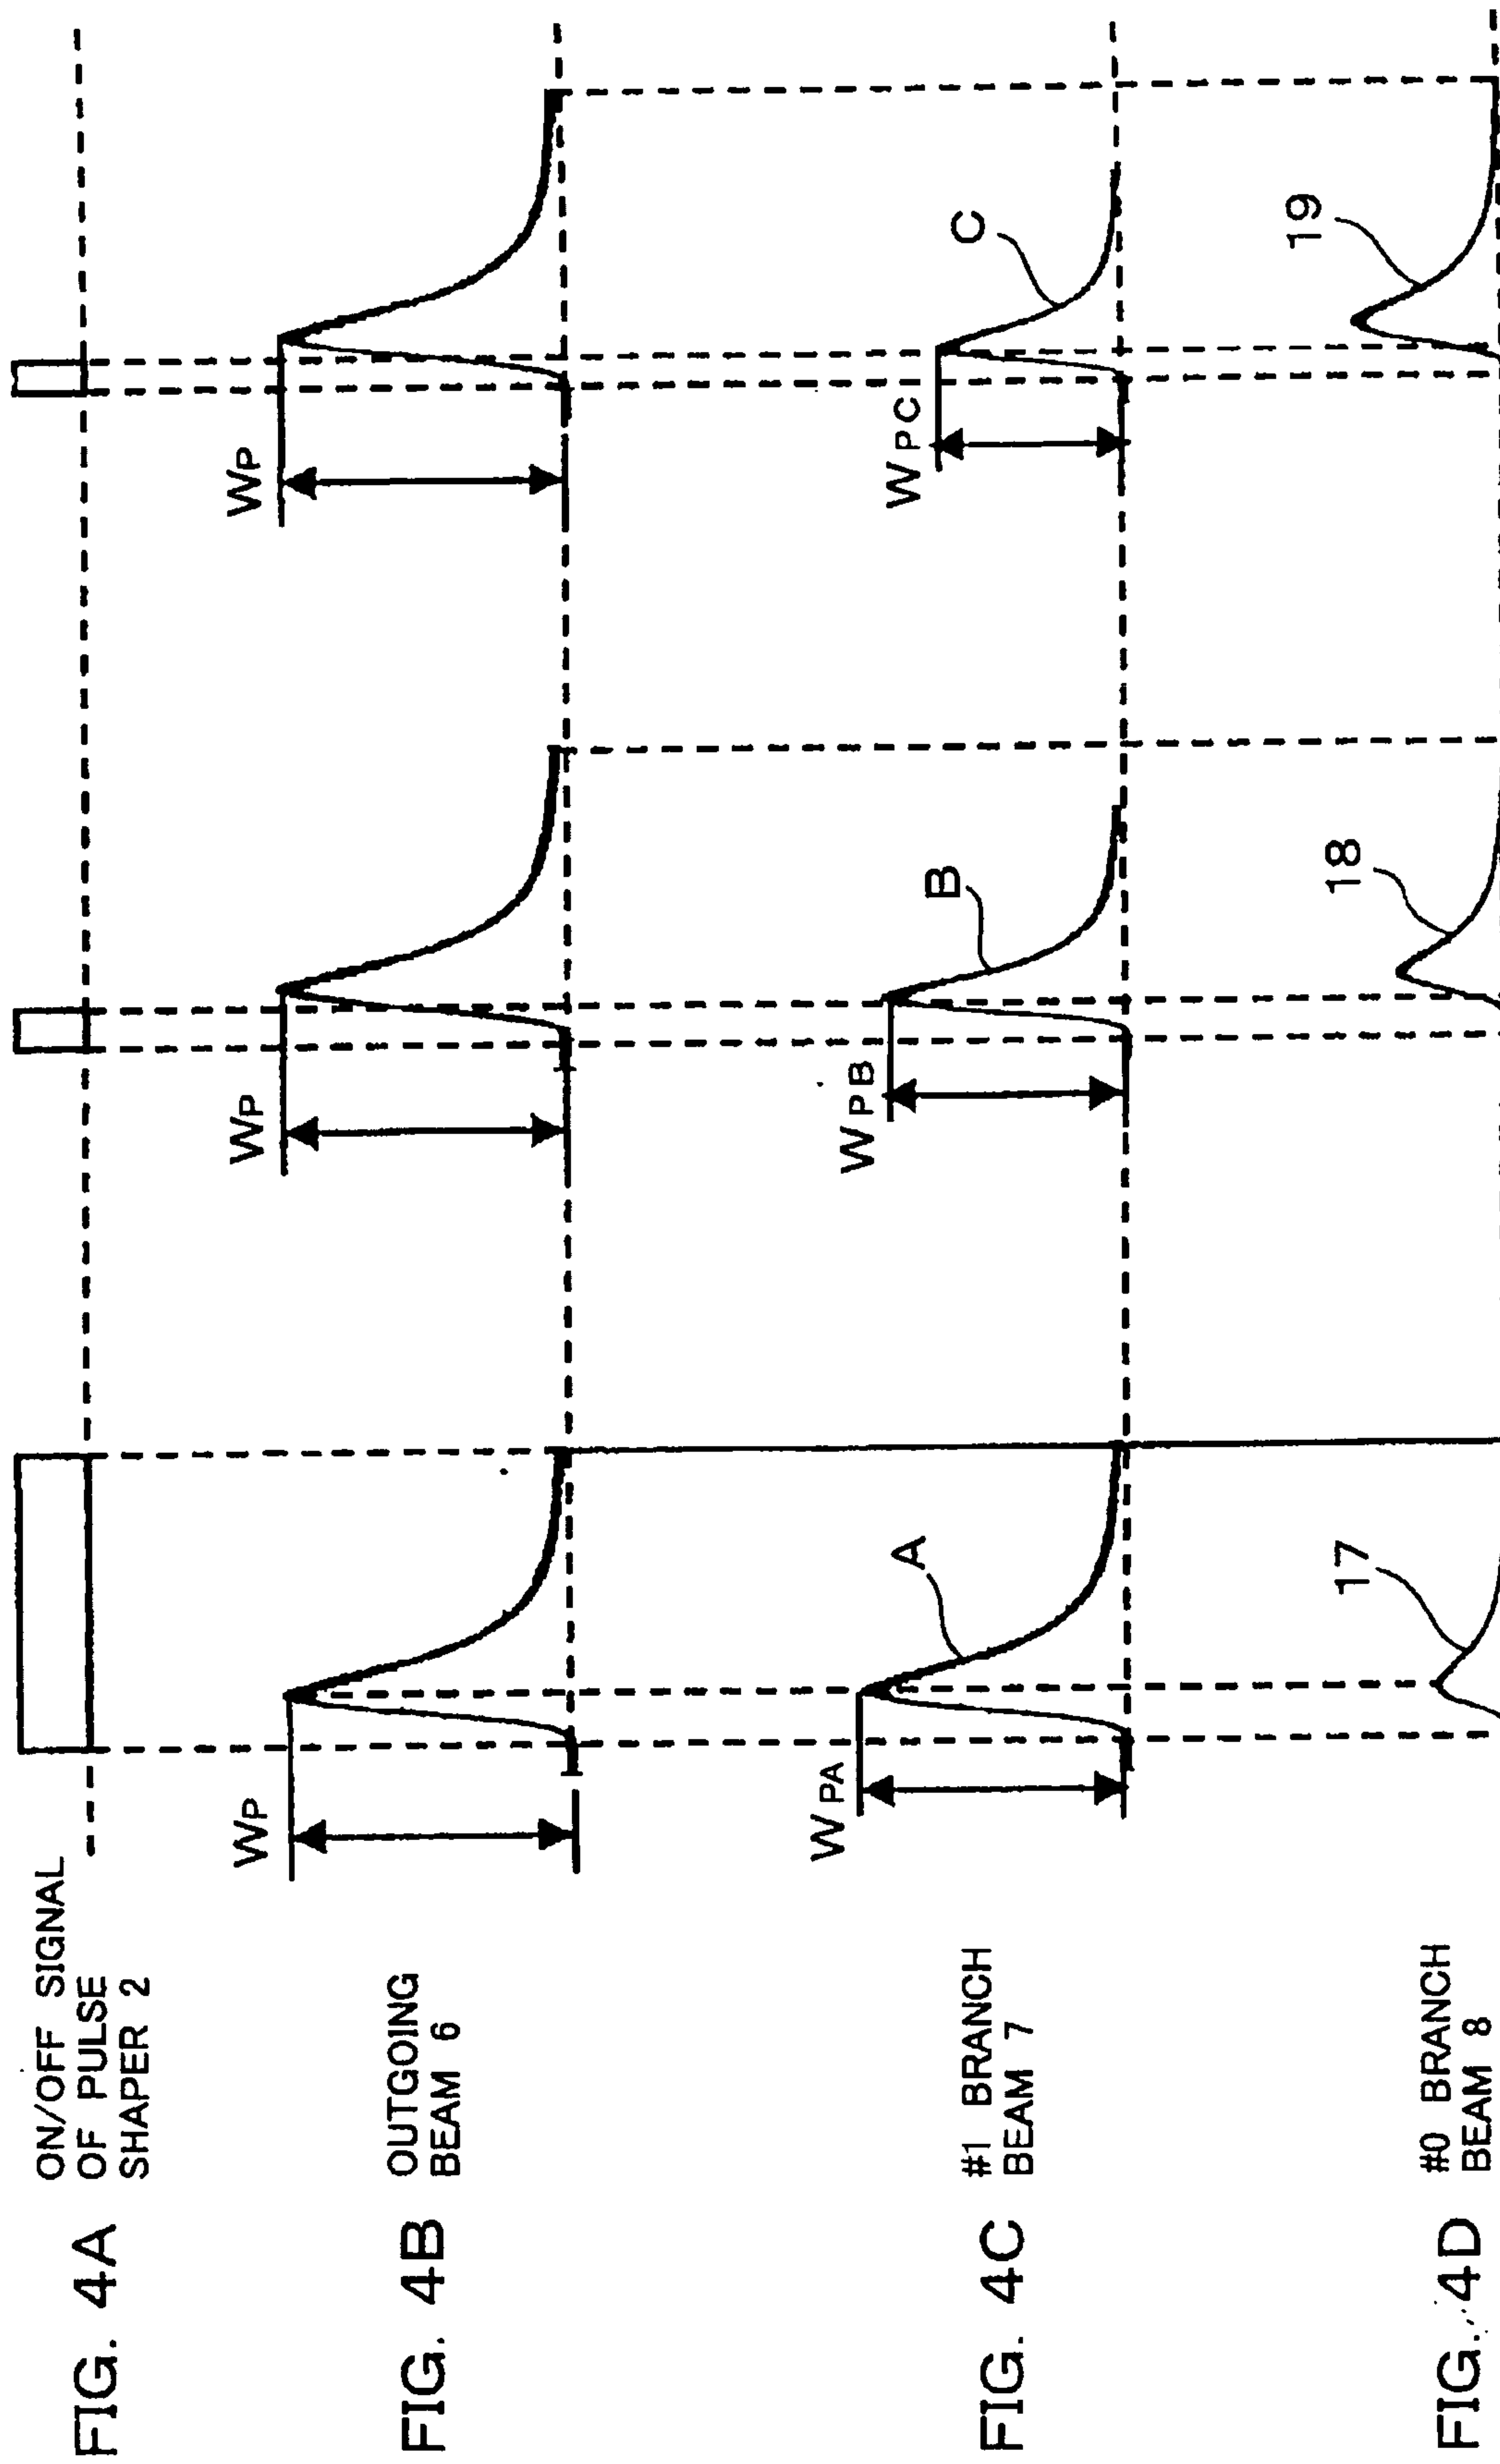 FIG. 4A
ON/OFF SIGNAL
OF PULSE
SHAPER 2
FIG. 4B
OUTGOING
BEAM 6
WP
WP
WP
FIG. 4C
#1 BRANCH
BEAM 7
WPA
A
WPB
B
WPC
C
FIG. 4D
#0 BRANCH
BEAM 8
17
18
19